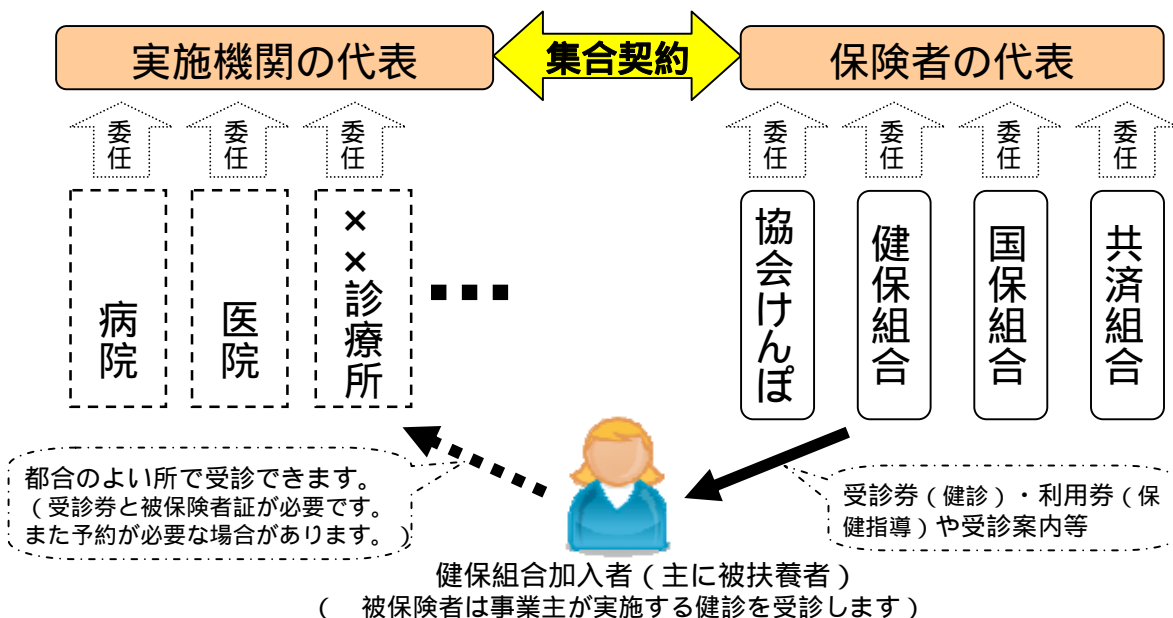 実施機関の代表
集合契約
保険者の代表
委任
委任
委任
委任
委任
委任
委任
病院
医院
××診療所
・・・
協会けんぽ
健保組合
国保組合
共済組合
都合のよい所で受診できます。
(受診券と被保険者証が必要です。
また予約が必要な場合があります。)
受診券(健診)・利用券(保
健指導)や受診案内等
健保組合加入者(主に被扶養者)
( 被保険者は事業主が実施する健診を受診します)